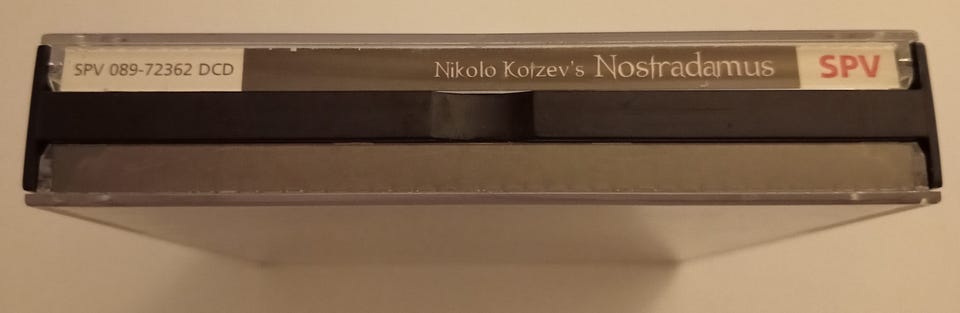 SPV 089-72362 DCD Nikolo Kotzev's Nostradamus SPV